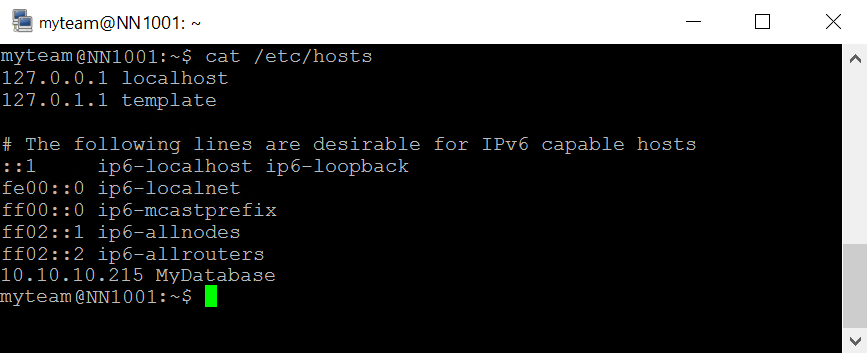 myteam@NN1001: ~
myteam@NN1001:~$ cat /etc/hosts
127.0.0.1 localhost
127.0.1.1 template

# The following lines are desirable for IPv6 capable hosts
::1     ip6-localhost ip6-loopback
fe00::0 ip6-localnet
ff00::0 ip6-mcastprefix
ff02::1 ip6-allnodes
ff02::2 ip6-allrouters
10.10.10.215 MyDatabase
myteam@NN1001:~$